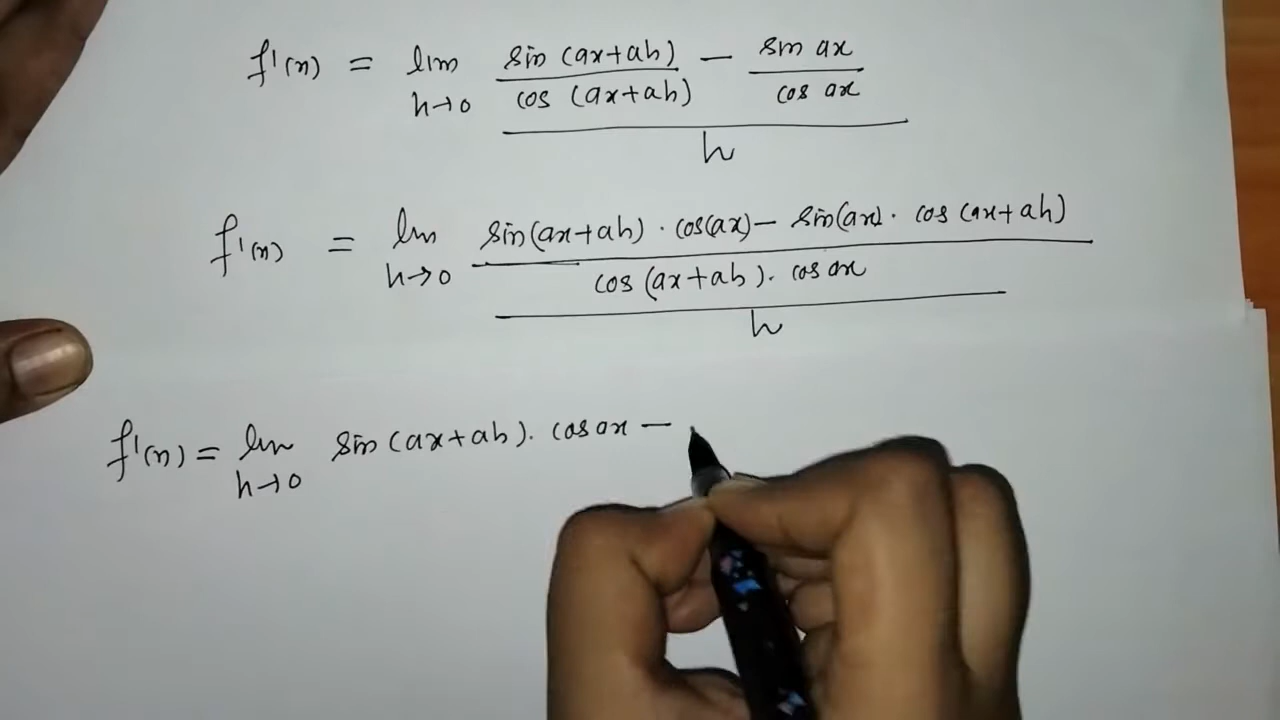 f'(x) = lim h→0 sin (ax+ah) / cos (ax+ah) − sin ax / cos ax / h
f'(x) = lim h→0 sin(ax+ah) · cos(ax) − sin(ax) · cos (ax+ah) / cos (ax+ah) · cos ax / h
f'(x) = lim h→0 sin (ax+ah) · cos ax −